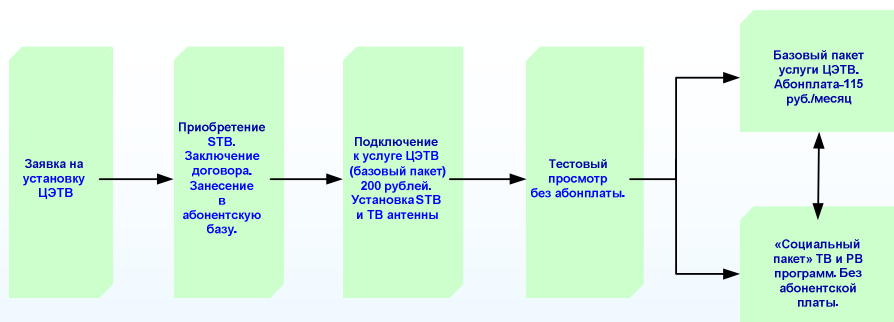 Заявка на
установку
ЦЭТВ
Приобретение
STB.
Заключение
договора.
Занесение
в
абонентскую
базу.
Подключение
к услуге ЦЭТВ
(базовый пакет)
200 рублей.
Установка STB
и ТВ антенны
Тестовый
просмотр
без абонплаты.
Базовый пакет
услуги ЦЭТВ.
Абонплата-115
руб./месяц
«Социальный
пакет» ТВ и РВ
программ. Без
абонентской
платы.